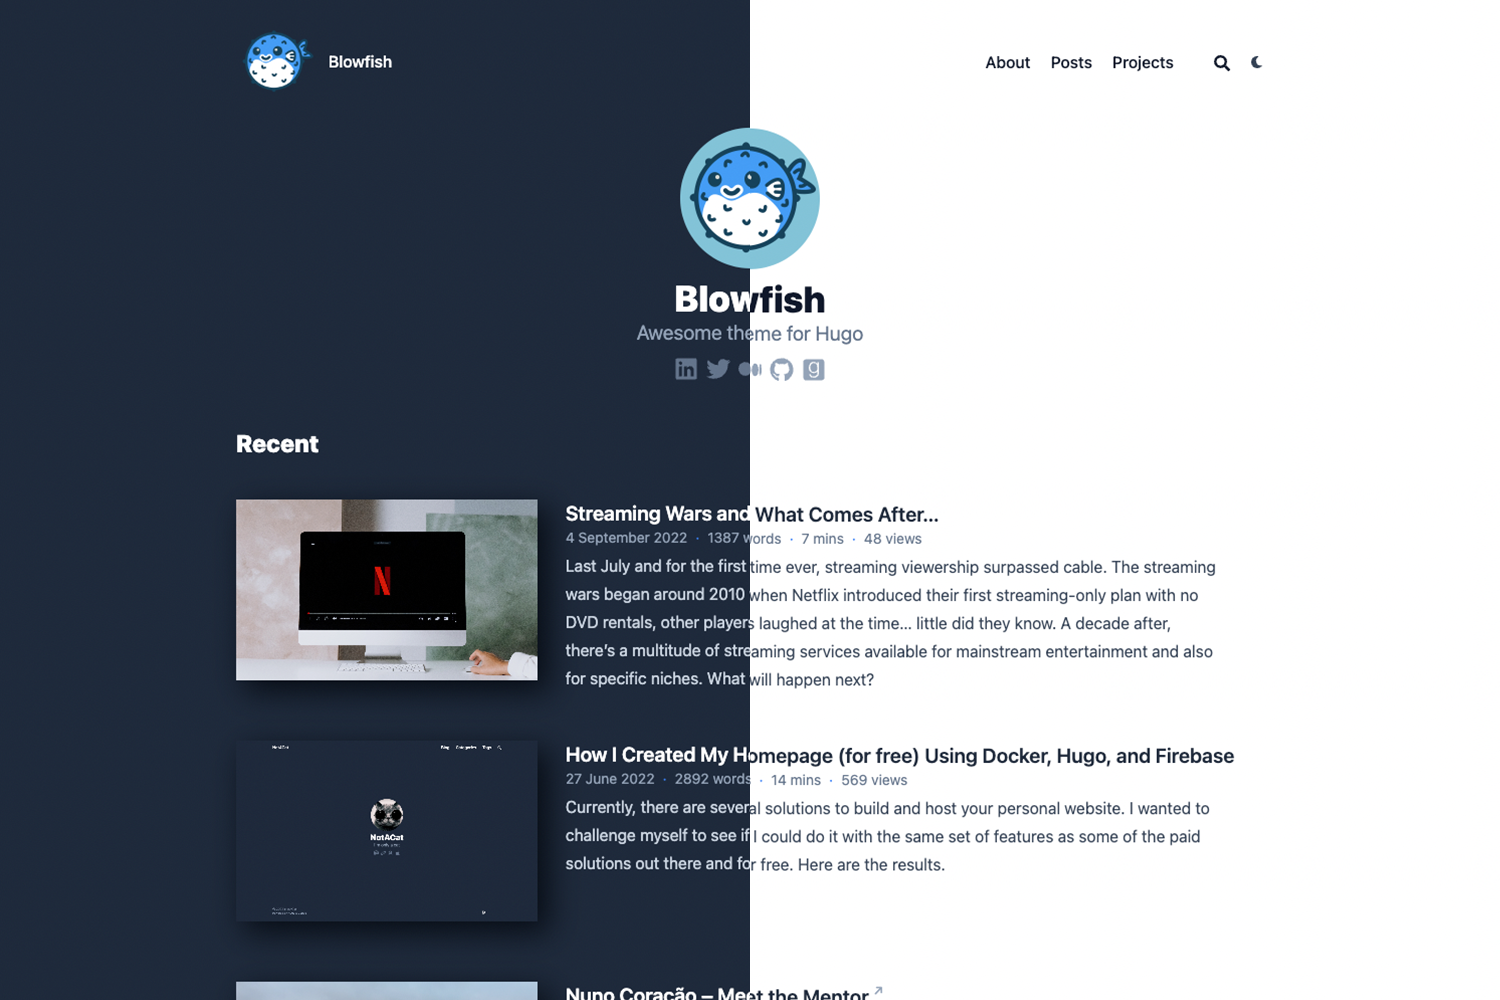 Blowfish
About Posts Projects
Blowfish
Awesome theme for Hugo
Recent
Streaming Wars and What Comes After...
4 September 2022 · 1387 words · 7 mins · 48 views
Last July and for the first time ever, streaming viewership surpassed cable. The streaming
wars began around 2010 when Netflix introduced their first streaming-only plan with no
DVD rentals, other players laughed at the time... little did they know. A decade after,
there's a multitude of streaming services available for mainstream entertainment and also
for specific niches. What will happen next?
NotACat
Blog Categories Tags
NotACat
How I Created My Homepage (for free) Using Docker, Hugo, and Firebase
27 June 2022 · 2892 words · 14 mins · 569 views
Currently, there are several solutions to build and host your personal website. I wanted to
challenge myself to see if I could do it with the same set of features as some of the paid
solutions out there and for free. Here are the results.
Nuno Coração – Meet the Mentor